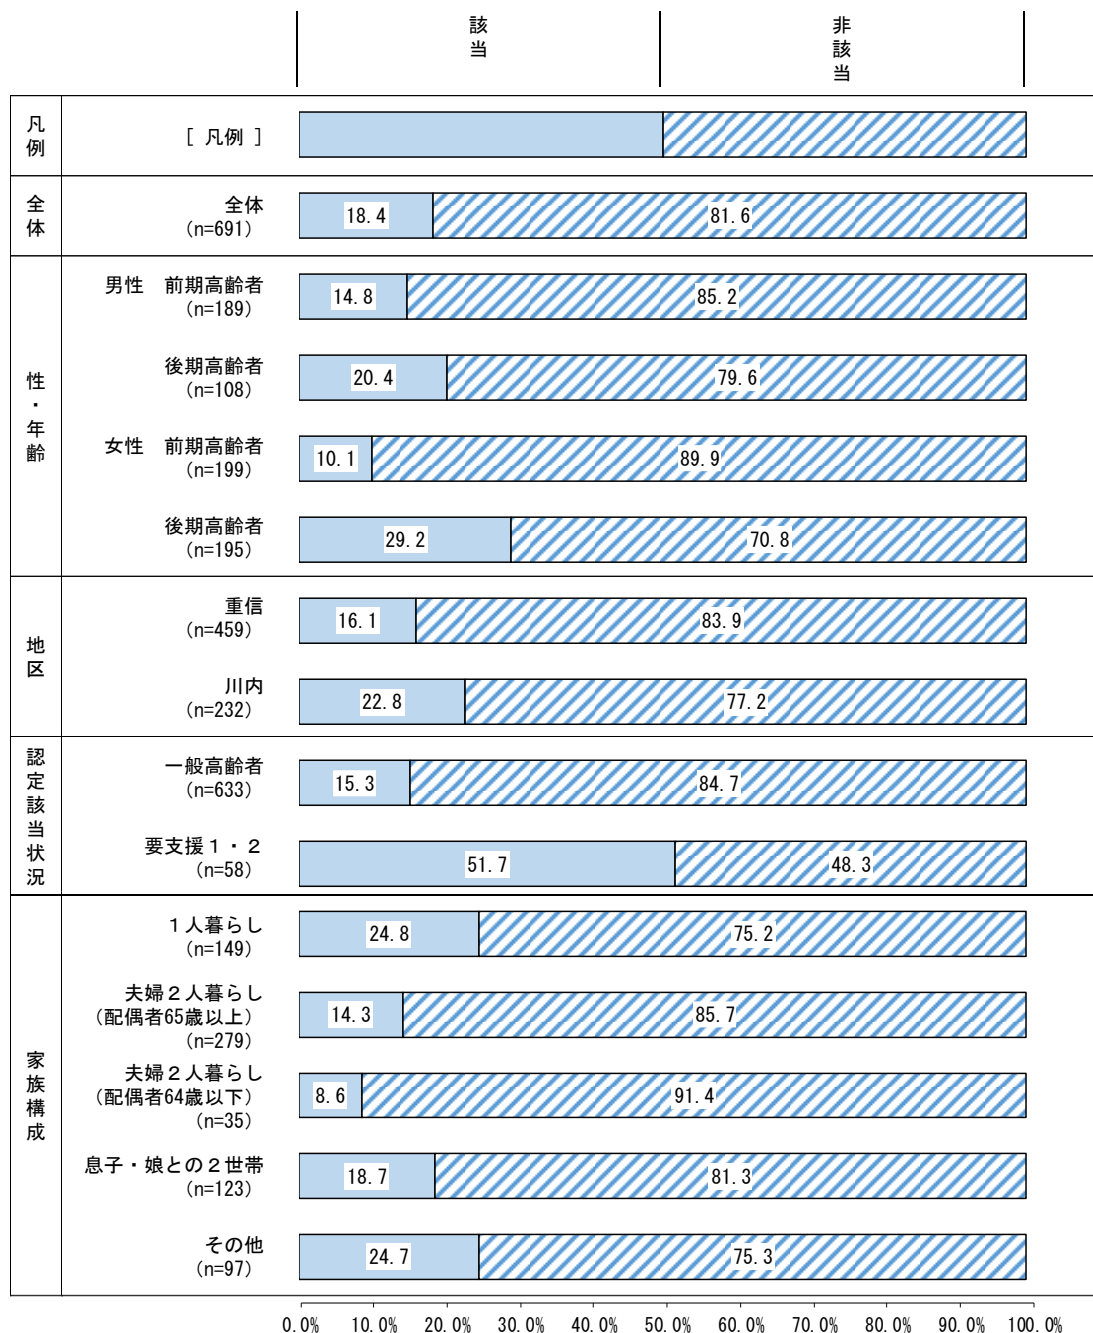 該当
非該当
凡例
[ 凡例 ]
全体
全体
(n=691)
18.4
81.6
性・年齢
男性　前期高齢者
(n=189)
14.8
85.2
後期高齢者
(n=108)
20.4
79.6
女性　前期高齢者
(n=199)
10.1
89.9
後期高齢者
(n=195)
29.2
70.8
地区
重信
(n=459)
16.1
83.9
川内
(n=232)
22.8
77.2
認定該当状況
一般高齢者
(n=633)
15.3
84.7
要支援１・２
(n=58)
51.7
48.3
家族構成
１人暮らし
(n=149)
24.8
75.2
夫婦２人暮らし
(配偶者65歳以上)
(n=279)
14.3
85.7
夫婦２人暮らし
(配偶者64歳以下)
(n=35)
8.6
91.4
息子・娘との２世帯
(n=123)
18.7
81.3
その他
(n=97)
24.7
75.3
0.0% 10.0% 20.0% 30.0% 40.0% 50.0% 60.0% 70.0% 80.0% 90.0% 100.0%